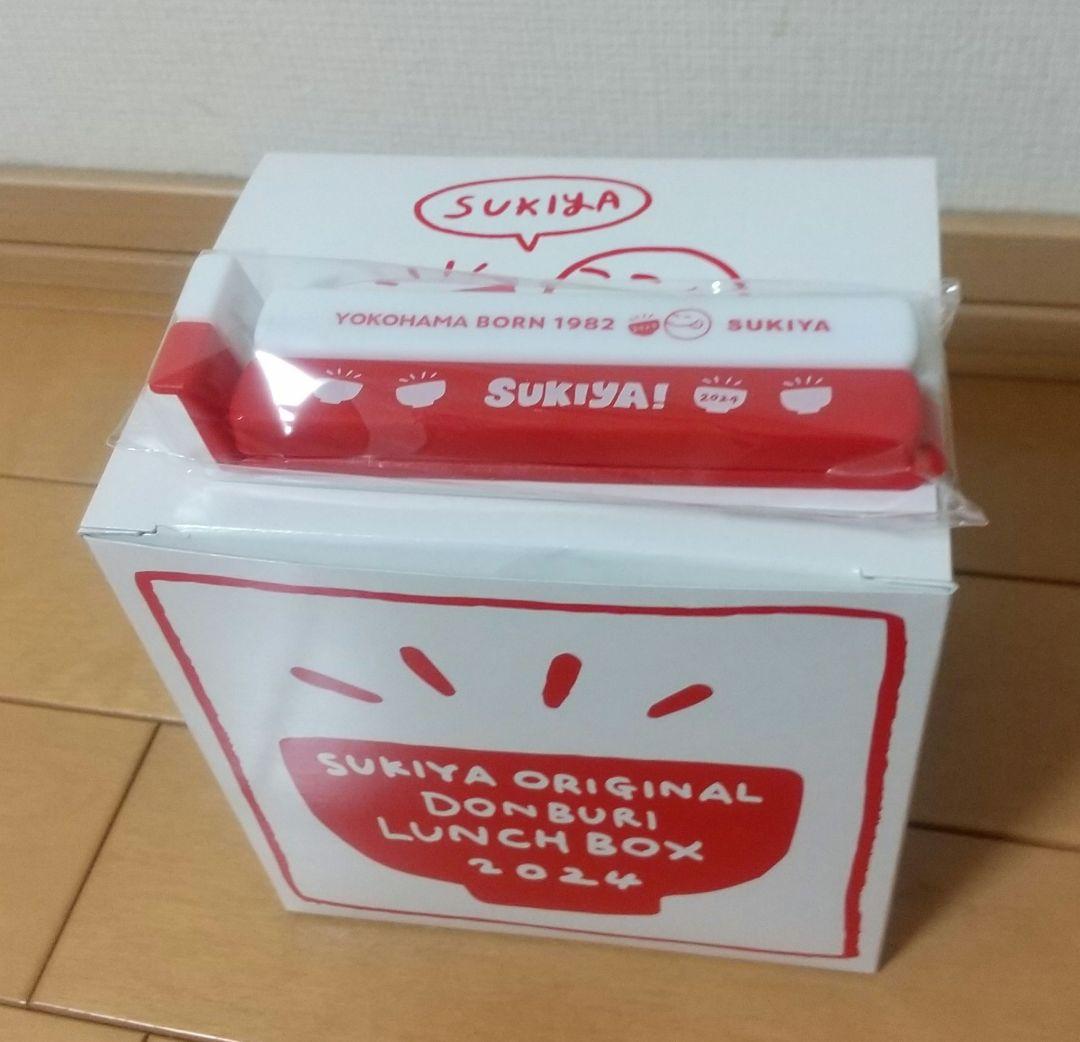 SUKIYA
YOKOHAMA BORN 1982 SUKIYA
SUKIYA! 2024
SUKIYA ORIGINAL
DONBURI
LUNCH BOX
2024